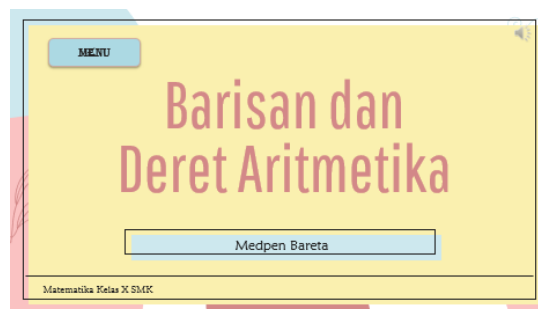 MENU
Barisan dan
Deret Aritmetika
Medpen Bareta
Matematika Kelas X SMK